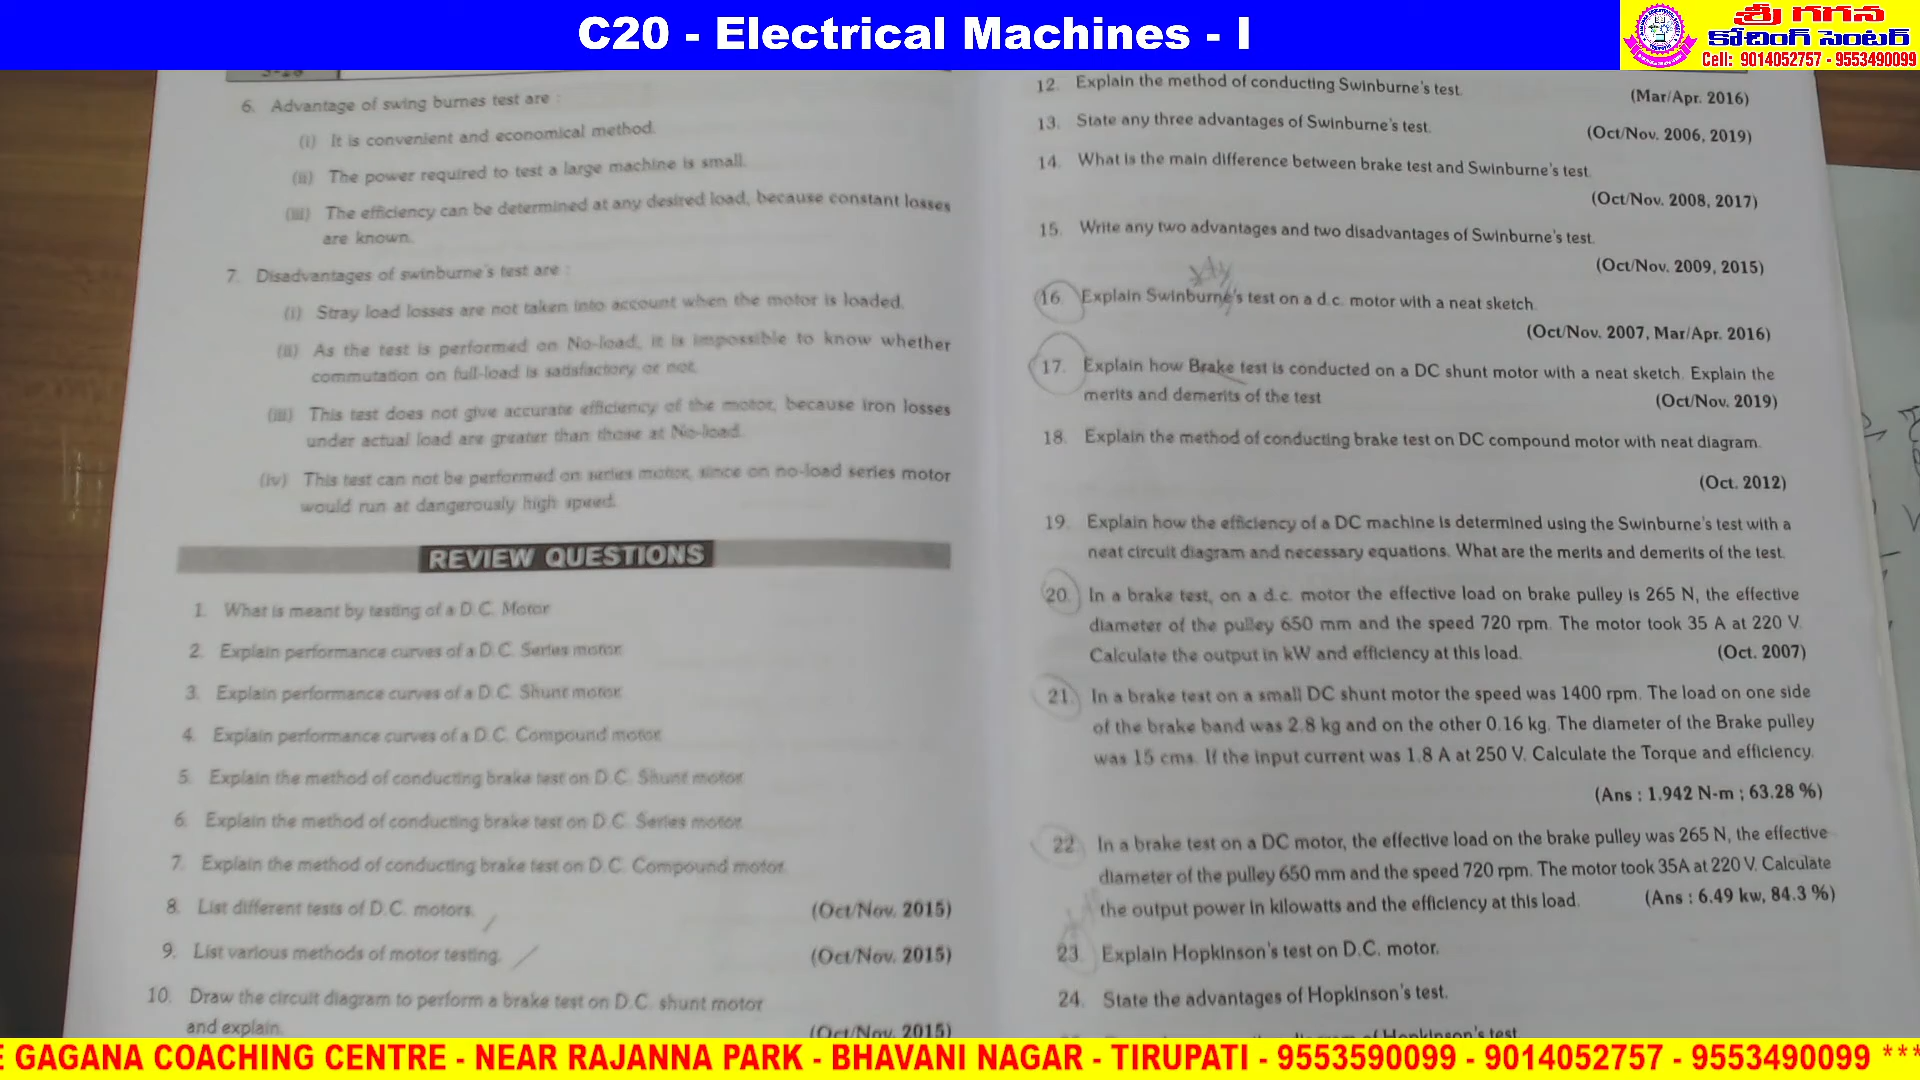 C20 - Electrical Machines - I
శ్రీ గగన
కోచింగ్ సెంటర్
Cell: 9014052757 - 9553490099
6. Advantage of swing burnes test are :
(i) It is convenient and economical method.
(ii) The power required to test a large machine is small.
(iii) The efficiency can be determined at any desired load, because constant losses
are known.
7. Disadvantages of swinburne's test are :
(i) Stray load losses are not taken into account when the motor is loaded.
(ii) As the test is performed on No-load, it is impossible to know whether
commutation on full-load is satisfactory or not.
(iii) This test does not give accurate efficiency of the motor, because iron losses
under actual load are greater than those at No-load.
(iv) This test can not be performed on series motor, since on no-load series motor
would run at dangerously high speed.
REVIEW QUESTIONS
1. What is meant by testing of a D.C. Motor
2. Explain performance curves of a D.C. Series motor.
3. Explain performance curves of a D.C. Shunt motor.
4. Explain performance curves of a D.C. Compound motor.
5. Explain the method of conducting brake test on D.C. Shunt motor.
6. Explain the method of conducting brake test on D.C. Series motor.
7. Explain the method of conducting brake test on D.C. Compound motor.
8. List different tests of D.C. motors. (Oct/Nov. 2015)
9. List various methods of motor testing. (Oct/Nov. 2015)
10. Draw the circuit diagram to perform a brake test on D.C. shunt motor
and explain. (Oct/Nov. 2015)
12. Explain the method of conducting Swinburne's test.
(Mar/Apr. 2016)
13. State any three advantages of Swinburne's test.
(Oct/Nov. 2006, 2019)
14. What is the main difference between brake test and Swinburne's test.
(Oct/Nov. 2008, 2017)
15. Write any two advantages and two disadvantages of Swinburne's test.
(Oct/Nov. 2009, 2015)
16. Explain Swinburne's test on a d.c. motor with a neat sketch.
(Oct/Nov. 2007, Mar/Apr. 2016)
17. Explain how Brake test is conducted on a DC shunt motor with a neat sketch. Explain the
merits and demerits of the test (Oct/Nov. 2019)
18. Explain the method of conducting brake test on DC compound motor with neat diagram.
(Oct. 2012)
19. Explain how the efficiency of a DC machine is determined using the Swinburne's test with a
neat circuit diagram and necessary equations. What are the merits and demerits of the test.
20. In a brake test, on a d.c. motor the effective load on brake pulley is 265 N, the effective
diameter of the pulley 650 mm and the speed 720 rpm. The motor took 35 A at 220 V.
Calculate the output in kW and efficiency at this load. (Oct. 2007)
21. In a brake test on a small DC shunt motor the speed was 1400 rpm. The load on one side
of the brake band was 2.8 kg and on the other 0.16 kg. The diameter of the Brake pulley
was 15 cms. If the input current was 1.8 A at 250 V. Calculate the Torque and efficiency.
(Ans : 1.942 N-m ; 63.28 %)
22. In a brake test on a DC motor, the effective load on the brake pulley was 265 N, the effective
diameter of the pulley 650 mm and the speed 720 rpm. The motor took 35A at 220 V. Calculate
the output power in kilowatts and the efficiency at this load. (Ans : 6.49 kw, 84.3 %)
23. Explain Hopkinson's test on D.C. motor.
24. State the advantages of Hopkinson's test.
of Hopkinson's test
GAGANA COACHING CENTRE - NEAR RAJANNA PARK - BHAVANI NAGAR - TIRUPATI - 9553590099 - 9014052757 - 9553490099 ***